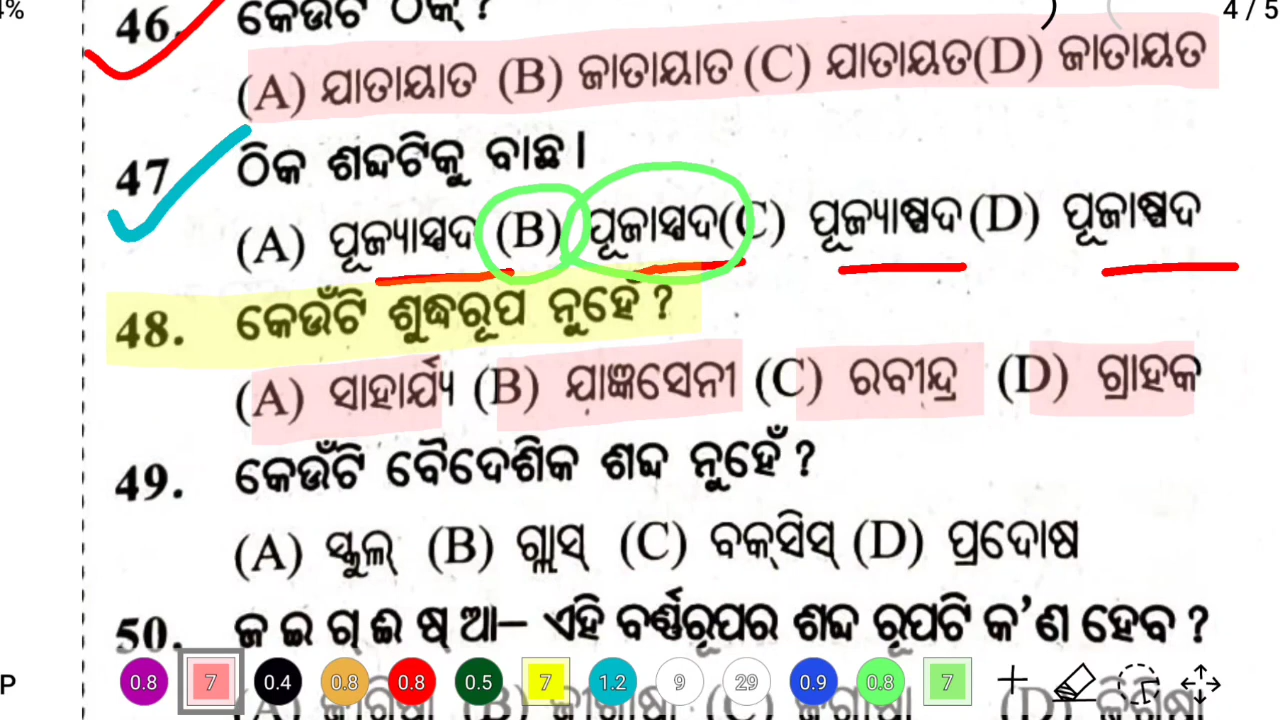 4%
4 / 5
46. କେଉଁଟି ଠିକ୍ ?
(A) ଯାତାୟାତ (B) ଜାତାୟାତ (C) ଯାତାୟତ (D) ଜାତାୟତ
47 ଠିକ ଶବ୍ଦଟିକୁ ବାଛ।
(A) ପୂଜ୍ୟାସ୍ପଦ (B) ପୂଜାସ୍ପଦ (C) ପୂଜ୍ୟାଷ୍ପଦ (D) ପୂଜାଷ୍ପଦ
48. କେଉଁଟି ଶୁଦ୍ଧରୂପ ନୁହେଁ ?
(A) ସାହାର୍ଯ୍ୟ (B) ଯାଜ୍ଞସେନୀ (C) ରବୀନ୍ଦ୍ର (D) ଗ୍ରାହକ
49. କେଉଁଟି ବୈଦେଶିକ ଶବ୍ଦ ନୁହେଁ ?
(A) ସ୍କୁଲ୍ (B) ଗ୍ଲାସ୍ (C) ବକ୍‌ସିସ୍ (D) ପ୍ରଦୋଷ
50. ଜ ଇ ଗ୍ ଈ ଷ୍ ଆ– ଏହି ବର୍ଣ୍ଣରୂପର ଶବ୍ଦ ରୂପଟି କ'ଣ ହେବ ?
P 0.8 7 0.4 0.8 0.8 0.5 7 1.2 9 29 0.9 0.8 7
(A) (B) (C) (D)